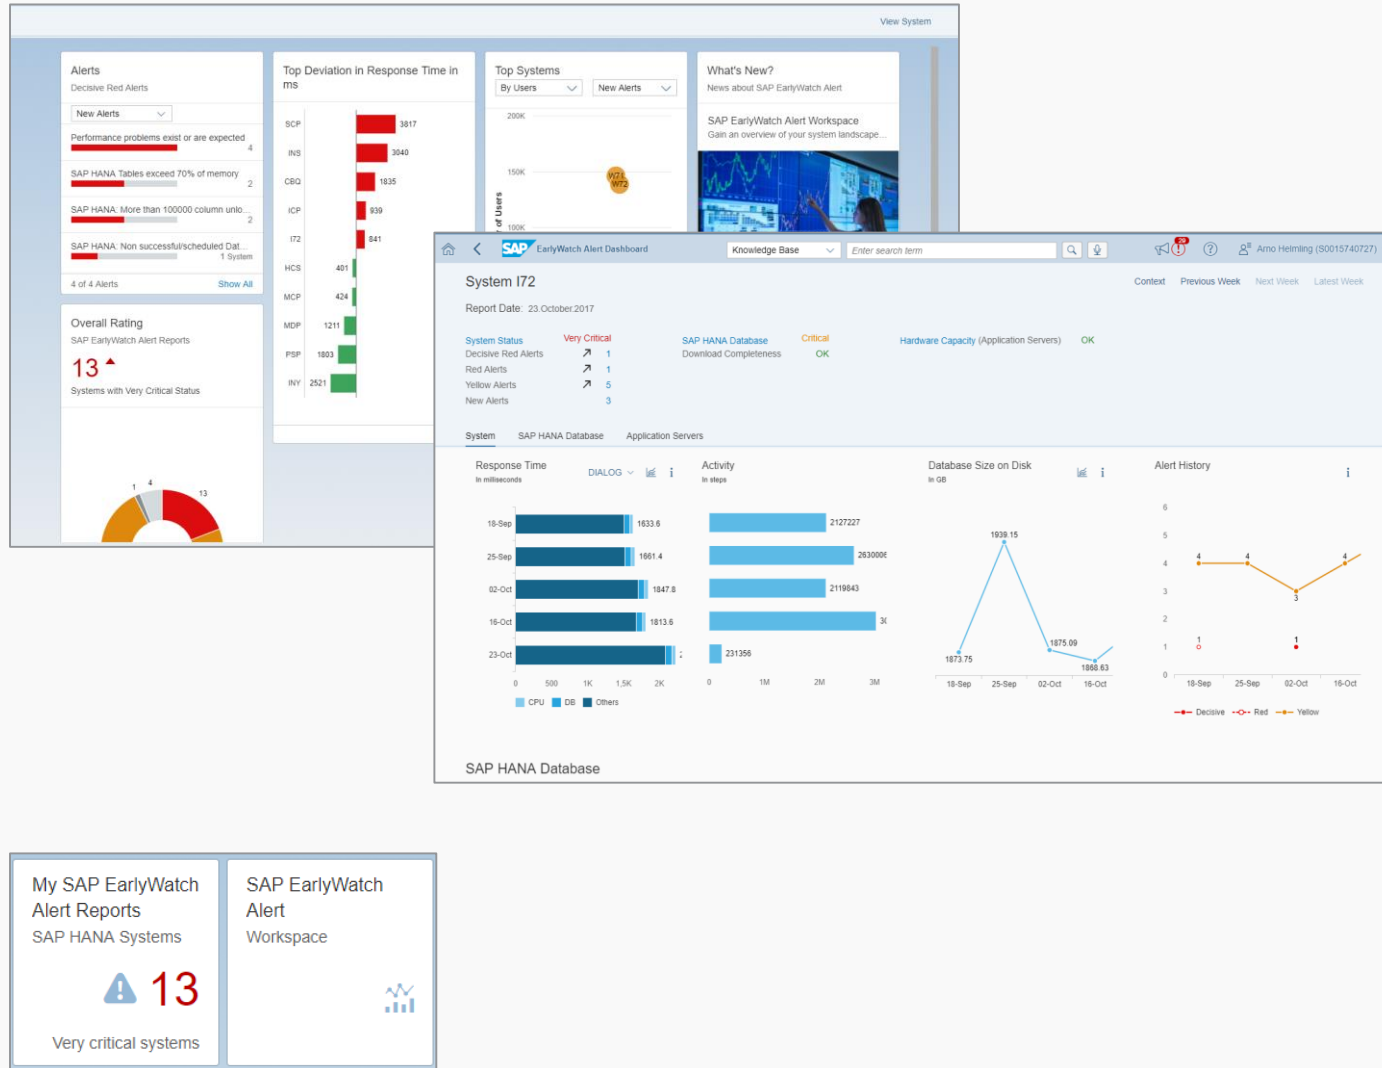 View System
Alerts
Decisive Red Alerts
New Alerts
Performance problems exist or are expected
4
SAP HANA Tables exceed 70% of memory
2
SAP HANA: More than 100000 column unlo...
2
SAP HANA: Non successful/scheduled Dat...
1 System
4 of 4 Alerts Show All
Overall Rating
SAP EarlyWatch Alert Reports
13
Systems with Very Critical Status
1 4 13
Top Deviation in Response Time in
ms
SCP 3817
INS 3040
CBQ 1835
ICP 939
I72 841
HCS 401
MCP 424
MDP 1211
PSP 1803
INY 2521
Top Systems
By Users New Alerts
200K
150K
100K
of Users
W72
What's New?
News about SAP EarlyWatch Alert
SAP EarlyWatch Alert Workspace
Gain an overview of your system landscape...
SAP EarlyWatch Alert Dashboard Knowledge Base Enter search term 29 Arno Helmling (S0015740727)
System I72 Context Previous Week Next Week Latest Week
Report Date: 23.October.2017
System Status Very Critical SAP HANA Database Critical Hardware Capacity (Application Servers) OK
Decisive Red Alerts 1 Download Completeness OK
Red Alerts 1
Yellow Alerts 5
New Alerts 3
System SAP HANA Database Application Servers
Response Time DIALOG
In milliseconds
18-Sep 1633.6
25-Sep 1661.4
02-Oct 1847.8
16-Oct 1813.6
23-Oct
0 500 1K 1,5K 2K
CPU DB Others
Activity
In steps
2127227
2630006
2119843
231356
0 1M 2M 3M
Database Size on Disk
In GB
1939.15
1875.09
1873.75
1868.63
18-Sep 25-Sep 02-Oct 16-Oct
Alert History
6
5
4
3
2
1
0
4 4 3 4
1 1
18-Sep 25-Sep 02-Oct 16-Oct
Decisive Red Yellow
SAP HANA Database
My SAP EarlyWatch
Alert Reports
SAP HANA Systems
13
Very critical systems
SAP EarlyWatch
Alert
Workspace